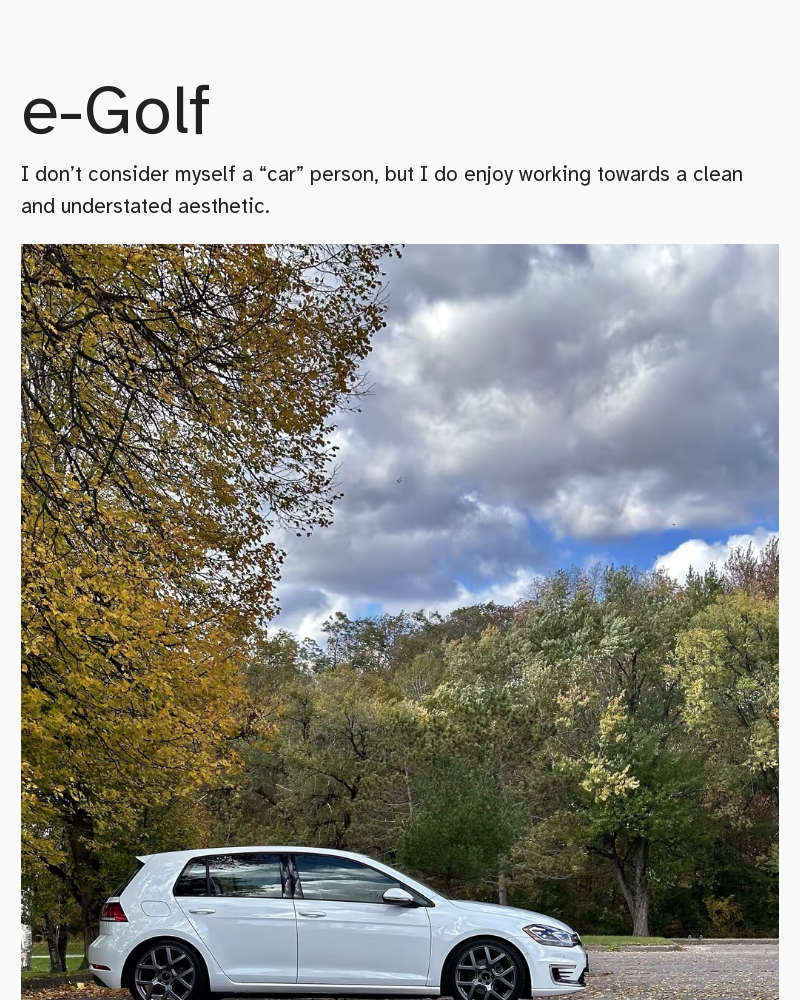 e-Golf
I don’t consider myself a “car” person, but I do enjoy working towards a clean
and understated aesthetic.